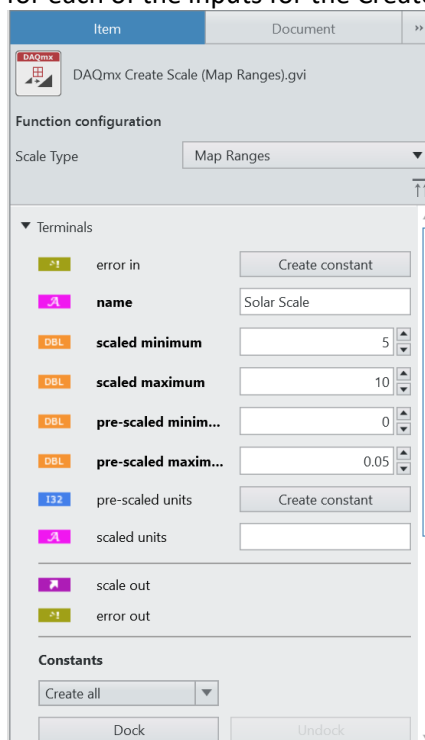 for each of the inputs for the Create
Item Document »
DAQmx
DAQmx Create Scale (Map Ranges).gvi
Function configuration
Scale Type Map Ranges
Terminals
error in Create constant
name Solar Scale
DBL scaled minimum 5
DBL scaled maximum 10
DBL pre-scaled minim... 0
DBL pre-scaled maxim... 0.05
I32 pre-scaled units Create constant
scaled units
scale out
error out
Constants
Create all
Dock Undock